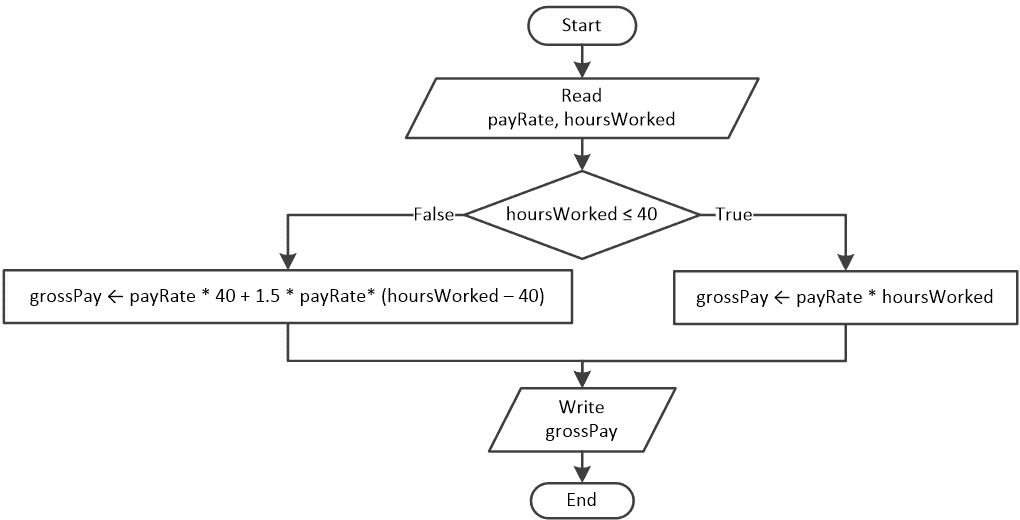 Start
Read
payRate, hoursWorked
False
hoursWorked ≤ 40
True
grossPay ← payRate * 40 + 1.5 * payRate* (hoursWorked – 40)
grossPay ← payRate * hoursWorked
Write
grossPay
End